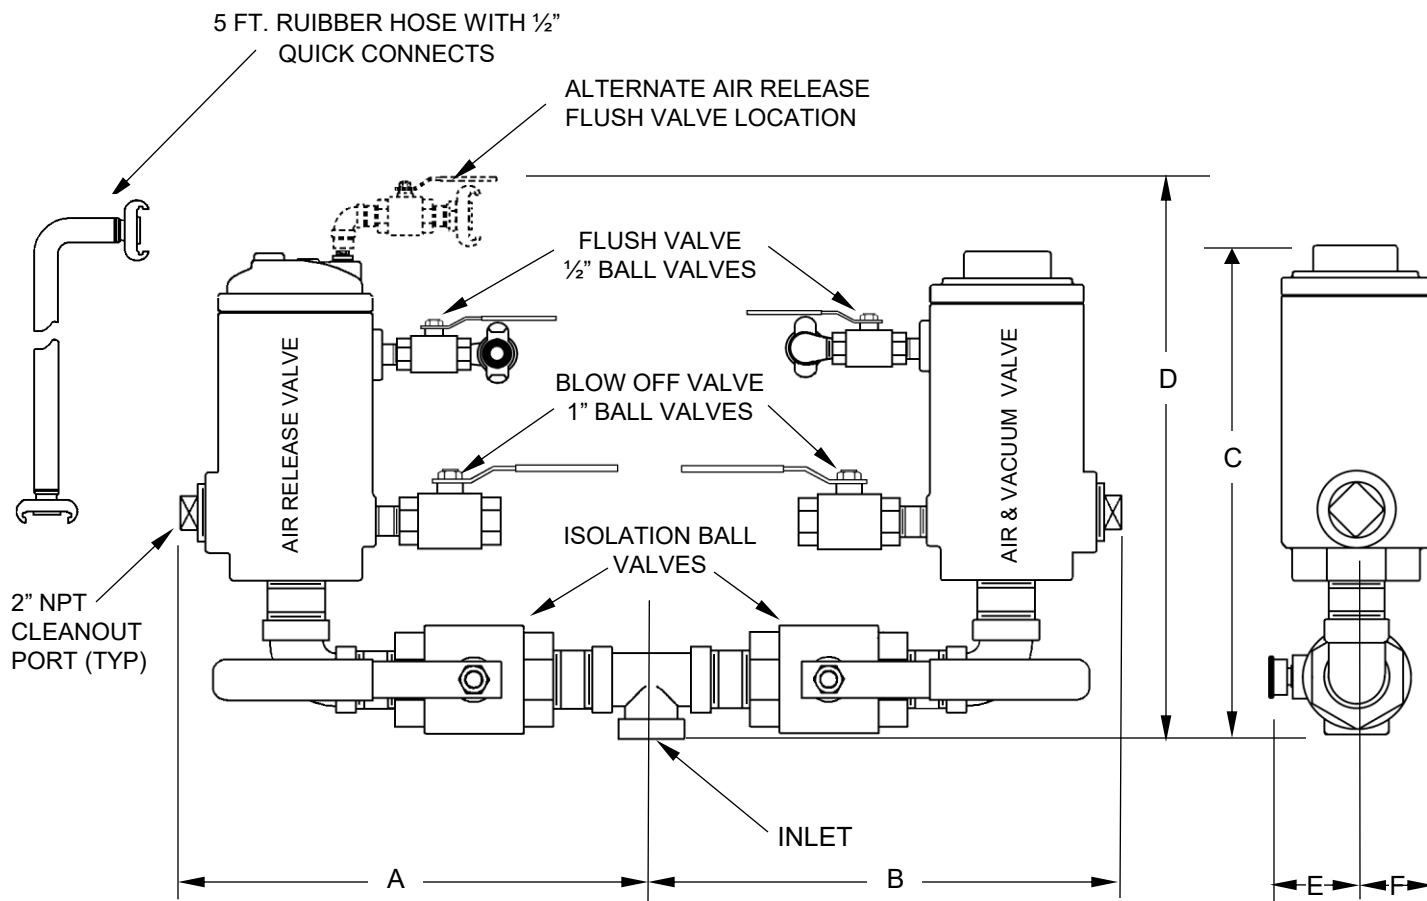 5 FT. RUIBBER HOSE WITH ½”
QUICK CONNECTS
ALTERNATE AIR RELEASE
FLUSH VALVE LOCATION
FLUSH VALVE
½” BALL VALVES
BLOW OFF VALVE
1” BALL VALVES
AIR RELEASE VALVE
AIR & VACUUM VALVE
ISOLATION BALL
VALVES
2” NPT
CLEANOUT
PORT (TYP)
INLET
A
B
C
D
E
F